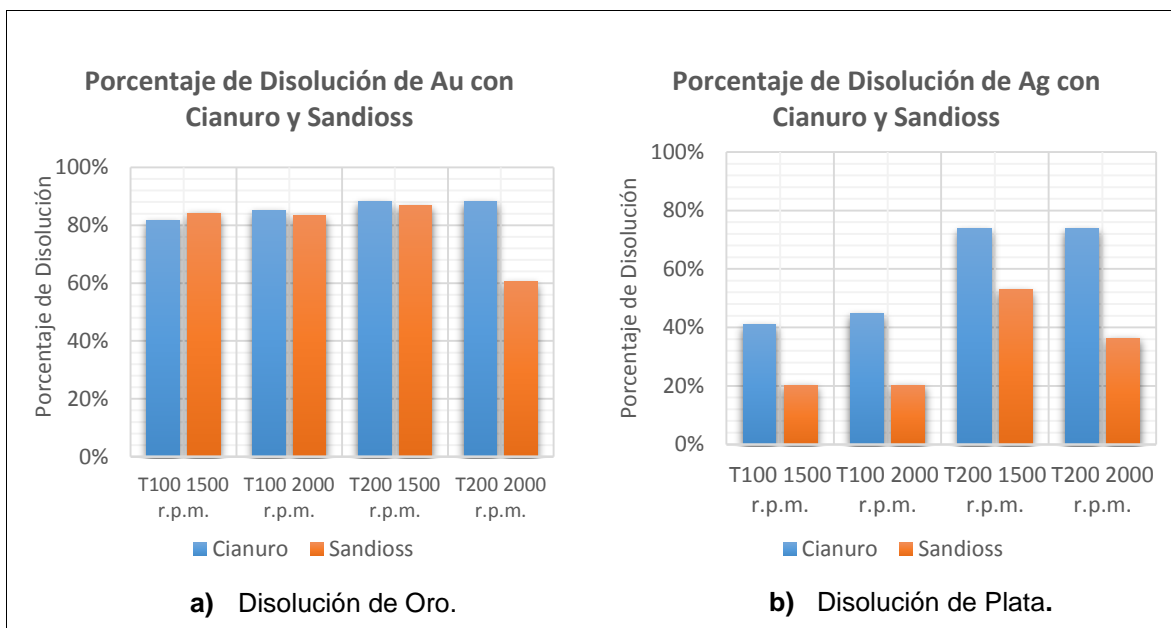 Porcentaje de Disolución de Au con
Cianuro y Sandioss
Porcentaje de Disolución
100%
80%
60%
40%
20%
0%
T100 1500
r.p.m.
T100 2000
r.p.m.
T200 1500
r.p.m.
T200 2000
r.p.m.
Cianuro
Sandioss
a) Disolución de Oro.
Porcentaje de Disolución de Ag con
Cianuro y Sandioss
Porcentaje de Disolución
100%
80%
60%
40%
20%
0%
T100 1500
r.p.m.
T100 2000
r.p.m.
T200 1500
r.p.m.
T200 2000
r.p.m.
Cianuro
Sandioss
b) Disolución de Plata.